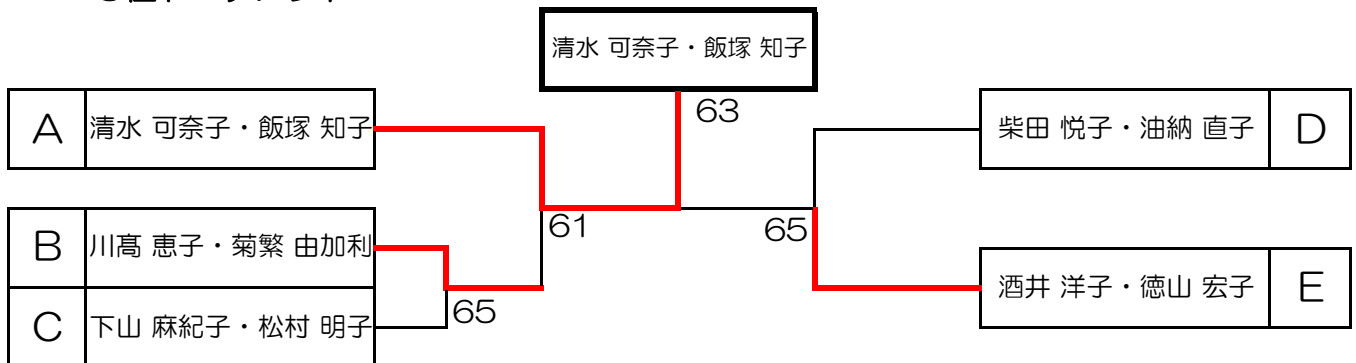 清水 可奈子・飯塚 知子
63
A 清水 可奈子・飯塚 知子
柴田 悦子・油納 直子 D
61
65
B 川髙 恵子・菊繁 由加利
酒井 洋子・徳山 宏子 E
65
C 下山 麻紀子・松村 明子